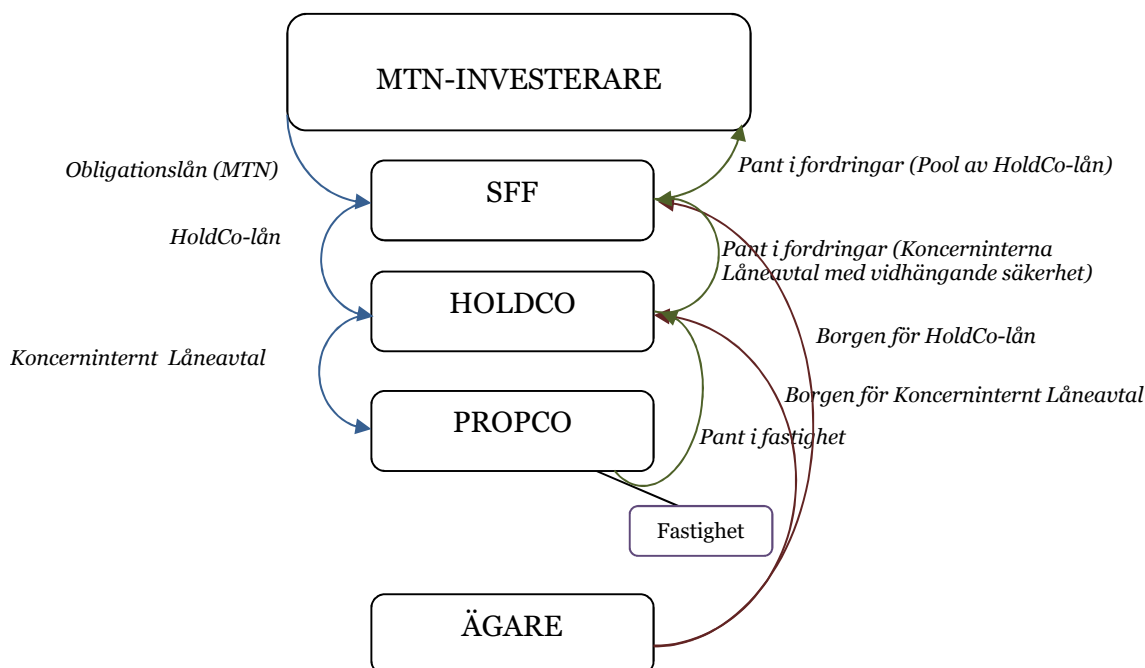 MTN-INVESTERARE
Obligationslån (MTN)
Pant i fordringar (Pool av HoldCo-lån)
SFF
HoldCo-lån
Pant i fordringar (Koncerninterna
Låneavtal med vidhängande säkerhet)
HOLDCO
Borgen för HoldCo-lån
Koncerninternt Låneavtal
Borgen för Koncerninternt Låneavtal
PROPCO
Pant i fastighet
Fastighet
ÄGARE